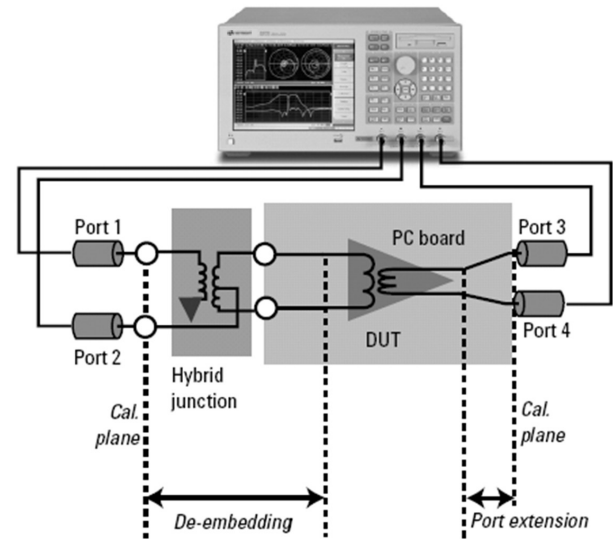 KEYSIGHT
Port 1
PC board
Port 3
Port 2
Hybrid
junction
DUT
Port 4
Cal.
plane
Cal.
plane
De-embedding
Port extension